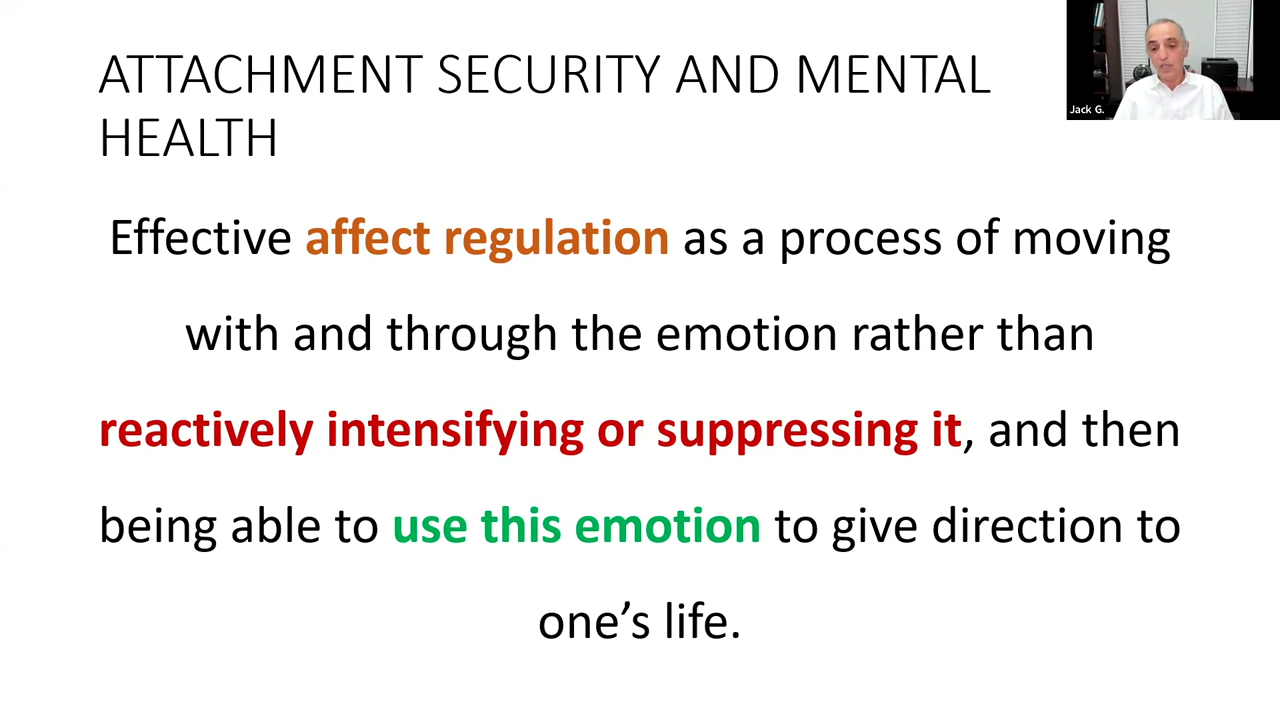 ATTACHMENT SECURITY AND MENTAL
HEALTH
Jack G.
Effective affect regulation as a process of moving
with and through the emotion rather than
reactively intensifying or suppressing it, and then
being able to use this emotion to give direction to
one’s life.